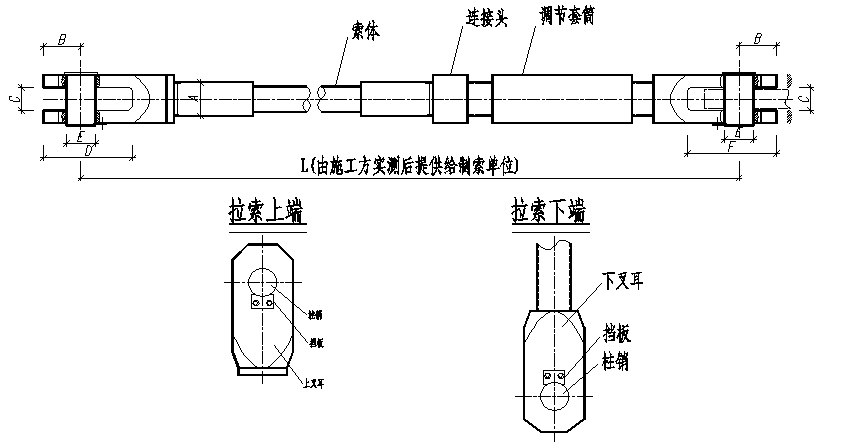 索体
连接头
调节套筒
B
B
C
A
C
E
D
E
F
L(由施工方实测后提供给制索单位)
拉索上端
拉索下端
柱销
挡板
上叉耳
下叉耳
挡板
柱销